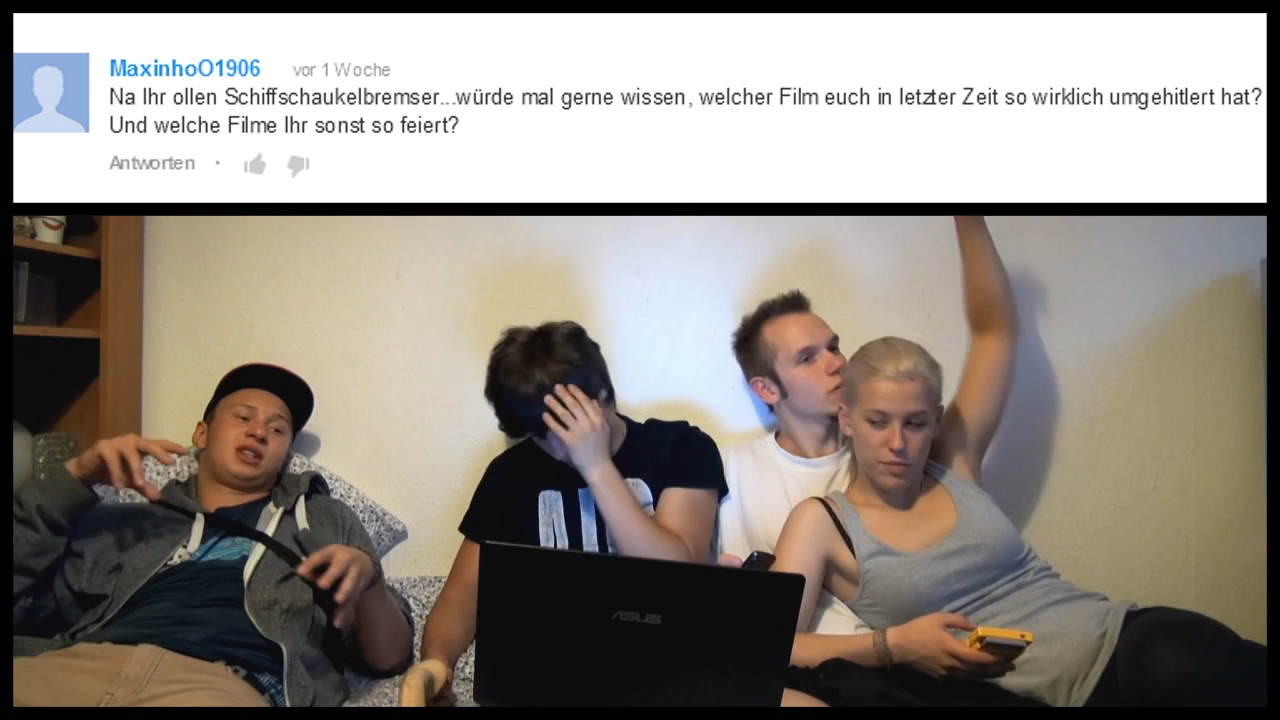 MaxinhoO1906 vor 1 Woche
Na Ihr ollen Schiffschaukelbremser...würde mal gerne wissen, welcher Film euch in letzter Zeit so wirklich umgehitlert hat?
Und welche Filme Ihr sonst so feiert?
Antworten ·
ASUS